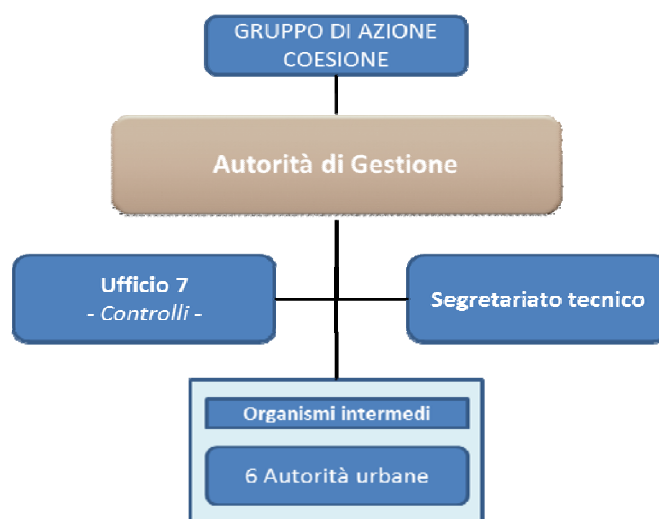 GRUPPO DI AZIONE
COESIONE
Autorità di Gestione
Ufficio 7
- Controlli -
Segretariato tecnico
Organismi intermedi
6 Autorità urbane